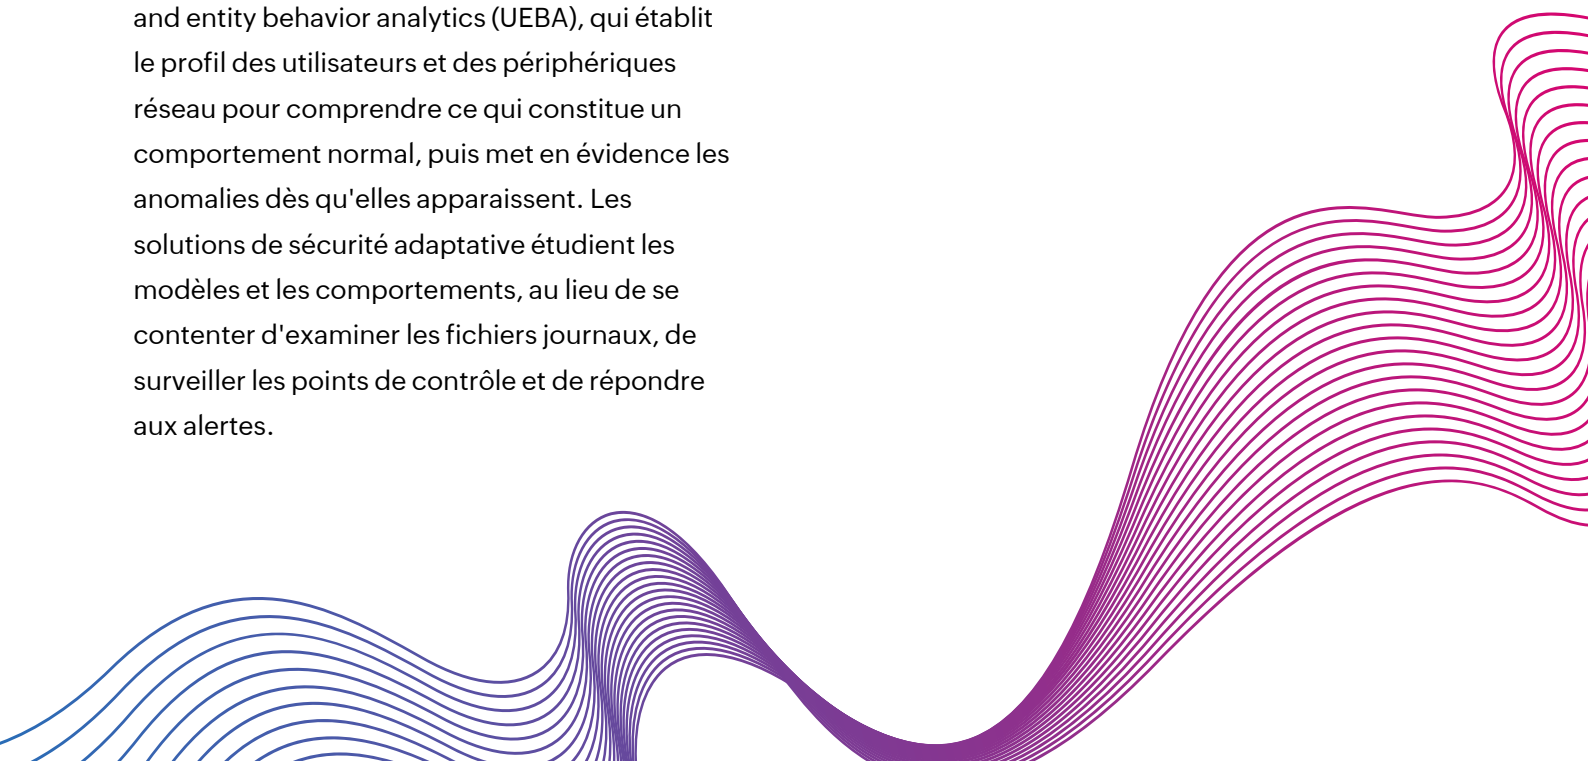 and entity behavior analytics (UEBA), qui établit
le profil des utilisateurs et des périphériques
réseau pour comprendre ce qui constitue un
comportement normal, puis met en évidence les
anomalies dès qu'elles apparaissent. Les
solutions de sécurité adaptative étudient les
modèles et les comportements, au lieu de se
contenter d'examiner les fichiers journaux, de
surveiller les points de contrôle et de répondre
aux alertes.